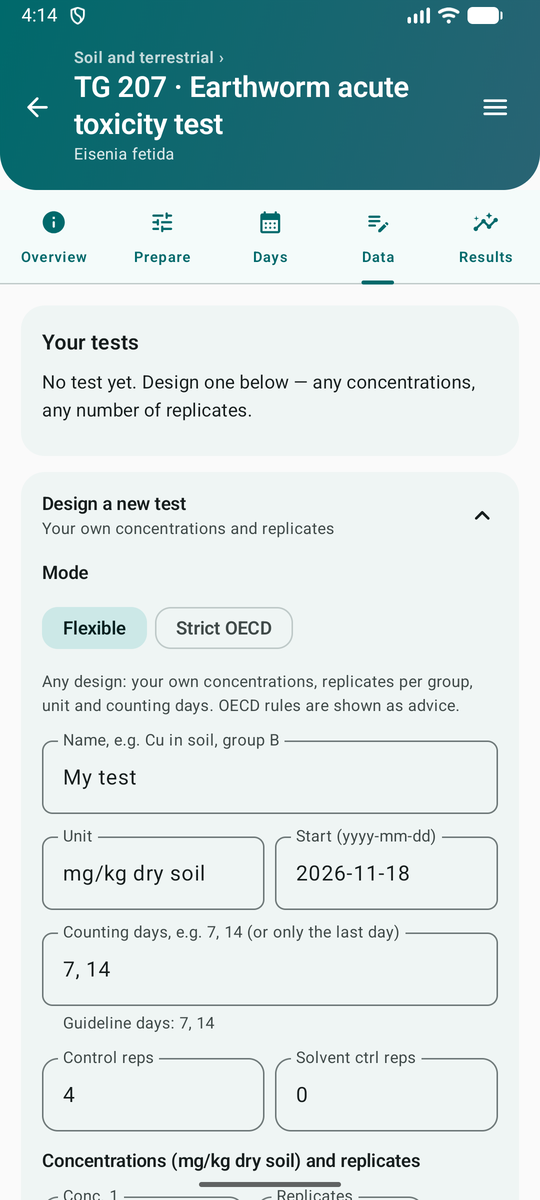 4:14
Soil and terrestrial ›
TG 207 · Earthworm acute
toxicity test
Eisenia fetida
Overview
Prepare
Days
Data
Results
Your tests
No test yet. Design one below — any concentrations,
any number of replicates.
Design a new test
Your own concentrations and replicates
Mode
Flexible
Strict OECD
Any design: your own concentrations, replicates per group,
unit and counting days. OECD rules are shown as advice.
Name, e.g. Cu in soil, group B
My test
Unit
mg/kg dry soil
Start (yyyy-mm-dd)
2026-11-18
Counting days, e.g. 7, 14 (or only the last day)
7, 14
Guideline days: 7, 14
Control reps
4
Solvent ctrl reps
0
Concentrations (mg/kg dry soil) and replicates
Conc. 1
Replicates